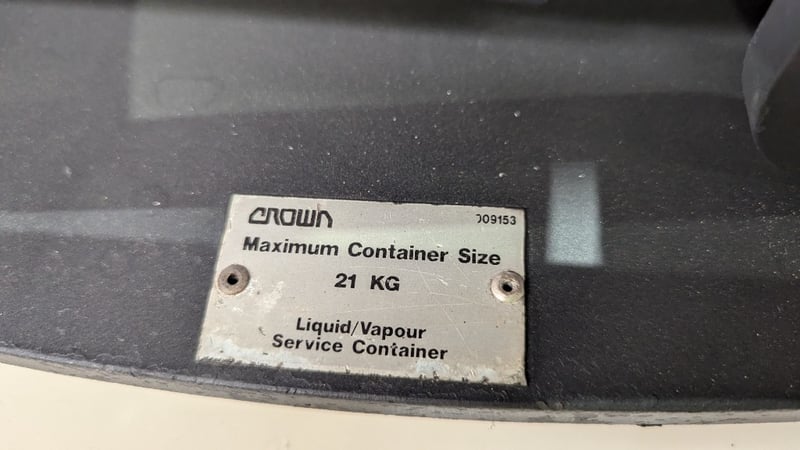 CROWN
009153
Maximum Container Size
21 KG
Liquid/Vapour
Service Container